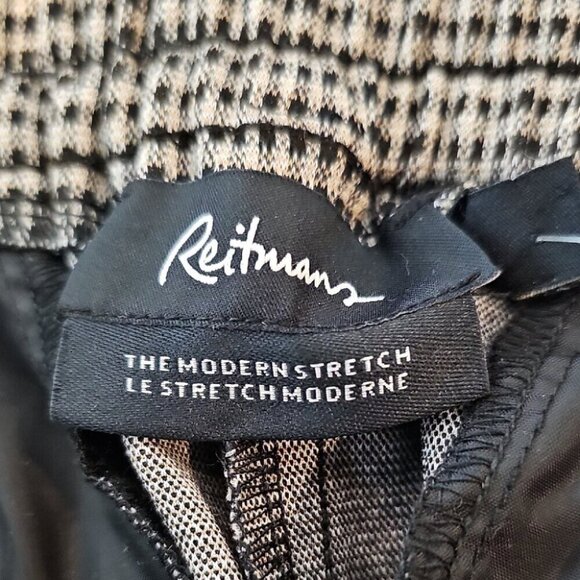 Reitmans
THE MODERN STRETCH
LE STRETCH MODERNE